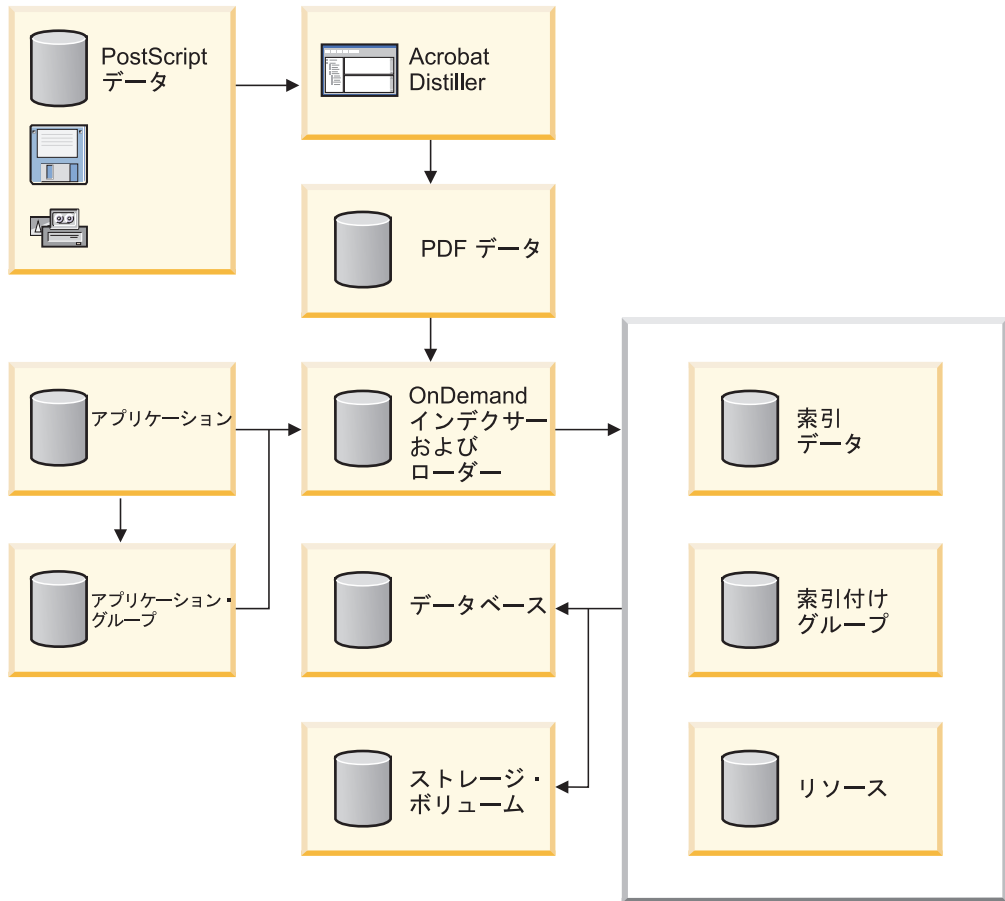 PostScript
データ
Acrobat
Distiller
PDF データ
アプリケーション
OnDemand
インデクサー
および
ローダー
索引
データ
アプリケーション・
グループ
データベース
索引付け
グループ
ストレージ・
ボリューム
リソース